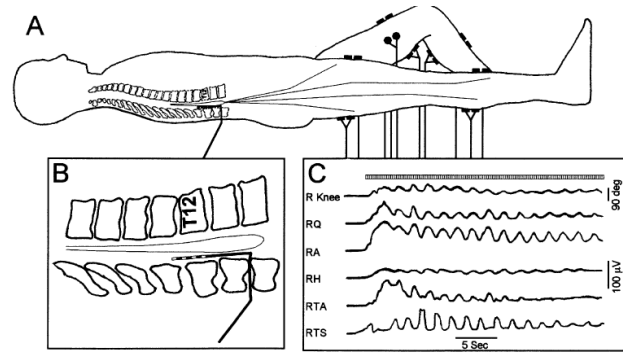 A
B
T12
C
R Knee
90 deg
RQ
RA
RH
100 µV
RTA
RTS
5 Sec